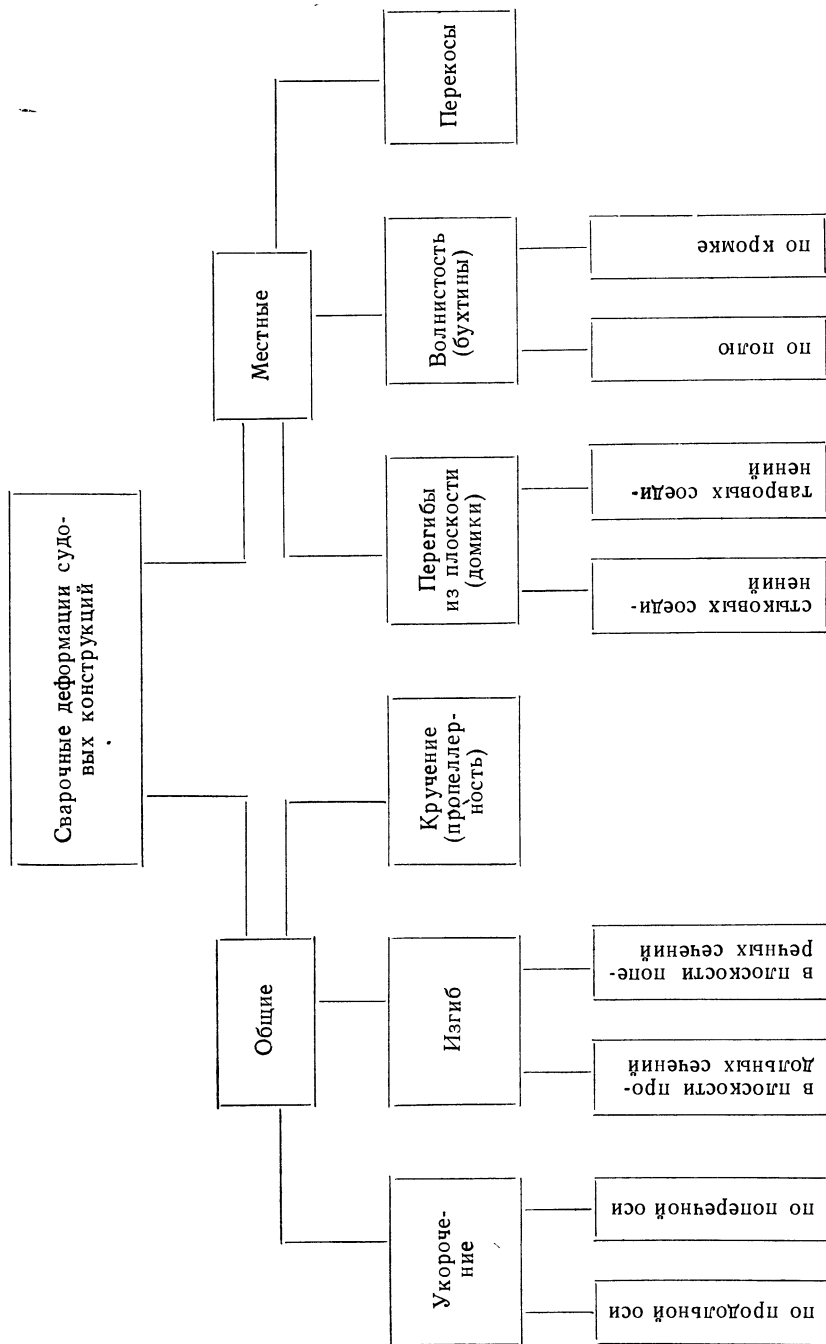 Сварочные деформации судо-
вых конструкций
Общие
Местные
Укороче-
ние
Изгиб
Кручение
(пропеллер-
ность)
Перегибы
из плоскости
(домики)
Волнистость
(бухтины)
Перекосы
по продольной оси
по поперечной оси
в плоскости про-
дольных сечений
в плоскости попе-
речных сечений
стыковых соеди-
нений
тавровых соеди-
нений
по полю
по кромке